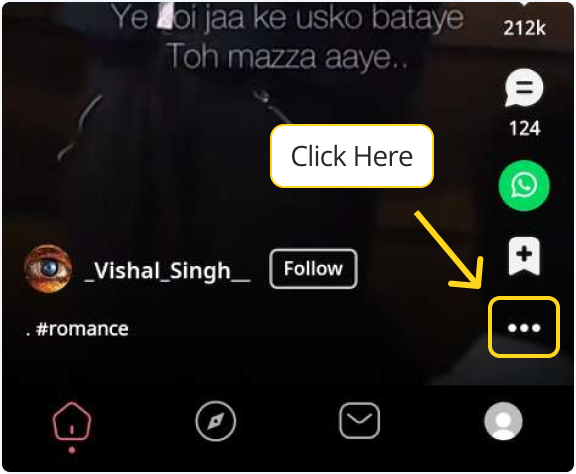 Ye koi jaa ke usko bataye
Toh mazza aaye..
212k
124
Click Here
_Vishal_Singh__
Follow
. #romance